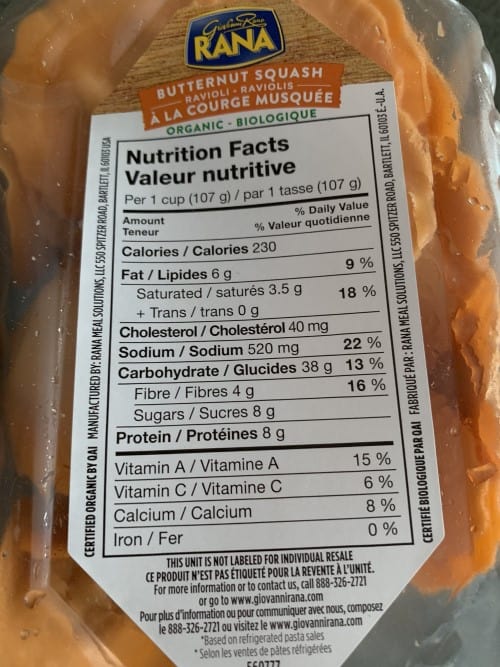 Giovanni Rana
RANA
BUTTERNUT SQUASH
RAVIOLI - RAVIOLIS
À LA COURGE MUSQUÉE
ORGANIC - BIOLOGIQUE
Nutrition Facts
Valeur nutritive
Per 1 cup (107 g) / par 1 tasse (107 g)
Amount % Daily Value
Teneur % Valeur quotidienne
Calories / Calories 230
Fat / Lipides 6 g 9 %
Saturated / saturés 3.5 g 18 %
+ Trans / trans 0 g
Cholesterol / Cholestérol 40 mg
Sodium / Sodium 520 mg 22 %
Carbohydrate / Glucides 38 g 13 %
Fibre / Fibres 4 g 16 %
Sugars / Sucres 8 g
Protein / Protéines 8 g
Vitamin A / Vitamine A 15 %
Vitamin C / Vitamine C 6 %
Calcium / Calcium 8 %
Iron / Fer 0 %
THIS UNIT IS NOT LABELED FOR INDIVIDUAL RESALE
CE PRODUIT N'EST PAS ÉTIQUETÉ POUR LA REVENTE À L'UNITÉ.
For more information or to contact us, call 888-326-2721
or go to www.giovannirana.com
Pour plus d'information ou pour communiquer avec nous, composez
le 888-326-2721 ou visitez le www.giovannirana.com
*Based on refrigerated pasta sales
* Selon les ventes de pâtes réfrigérées
CERTIFIED ORGANIC BY QAI MANUFACTURED BY: RANA MEAL SOLUTIONS, LLC 550 SPITZER ROAD, BARTLETT, IL 60103 USA
CERTIFIÉ BIOLOGIQUE PAR QAI FABRIQUÉ PAR : RANA MEAL SOLUTIONS, LLC 550 SPITZER ROAD, BARTLETT, IL 60103 É.-U.A.